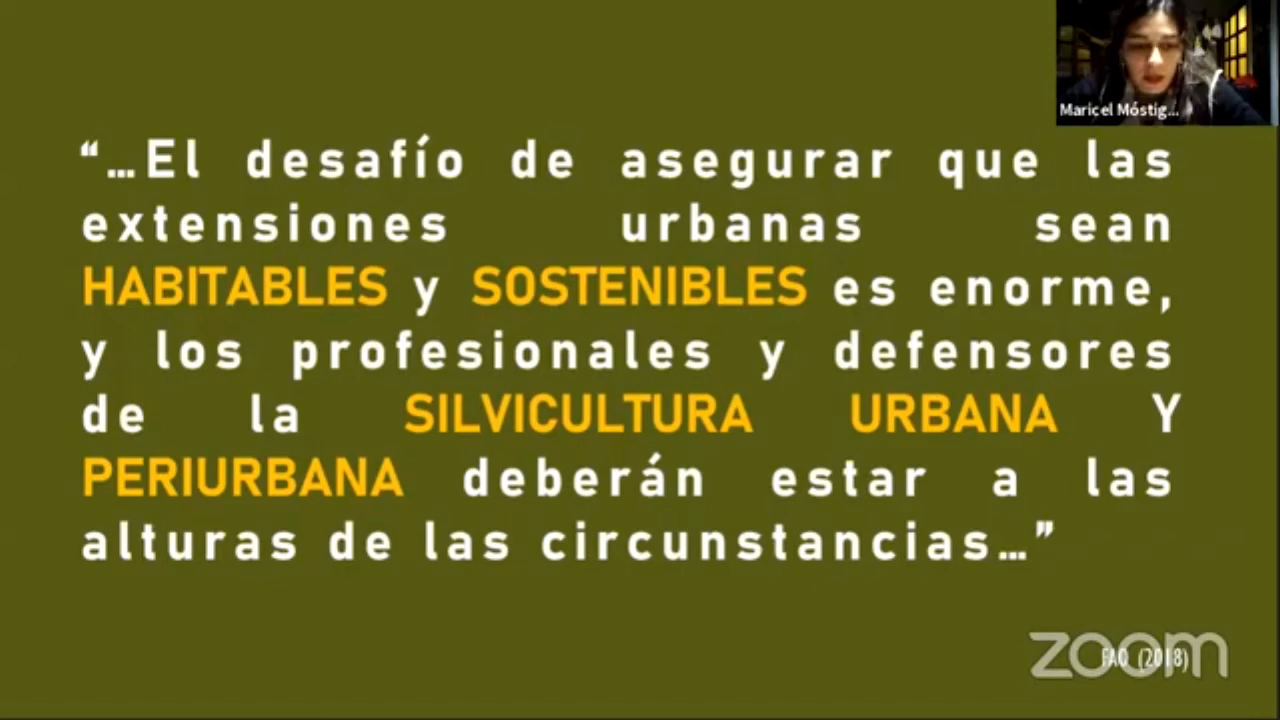 Maricel Móstig...
“...El desafío de asegurar que las
extensiones urbanas sean
HABITABLES y SOSTENIBLES es enorme,
y los profesionales y defensores
de la SILVICULTURA URBANA Y
PERIURBANA deberán estar a las
alturas de las circunstancias...”
zoom
FAO (2018)